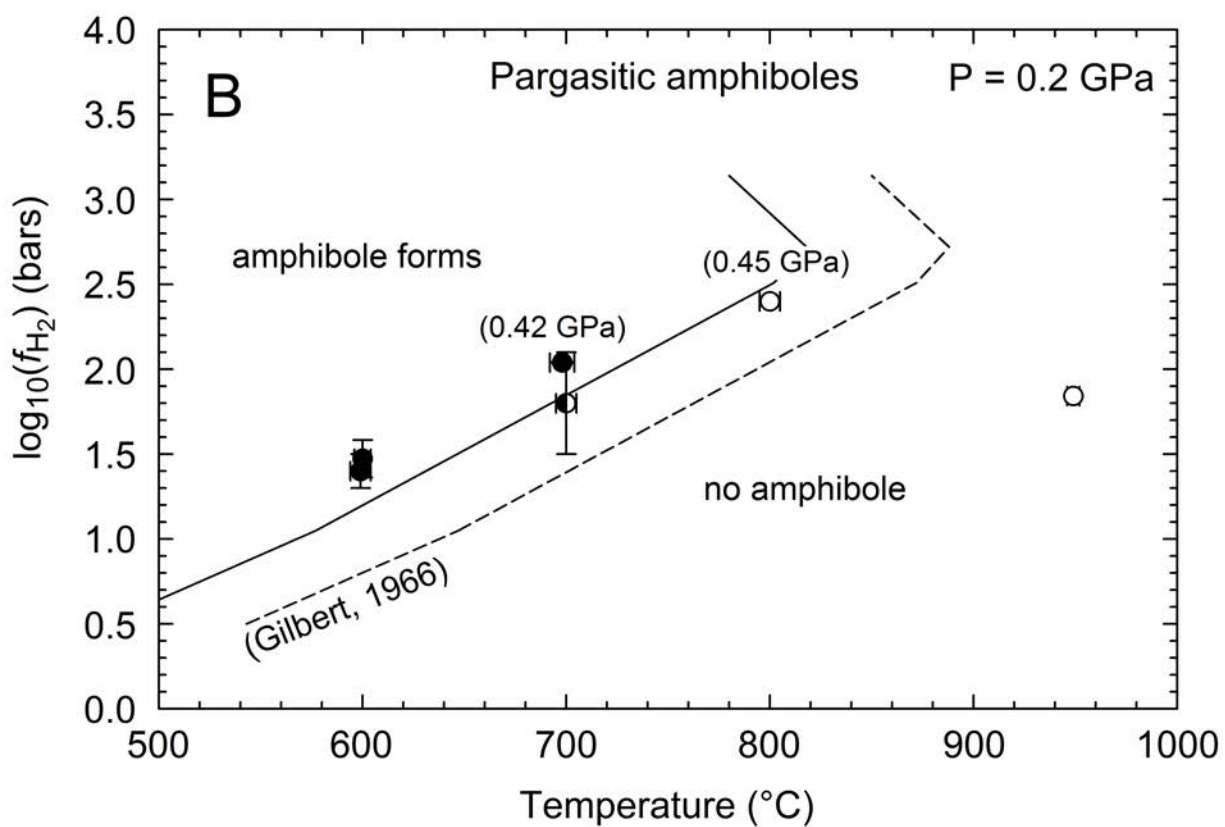 4.0
3.5
3.0
2.5
2.0
1.5
1.0
0.5
0.0
log₁₀(fH₂) (bars)
B
Pargasitic amphiboles
P = 0.2 GPa
amphibole forms
(0.45 GPa)
(0.42 GPa)
no amphibole
(Gilbert, 1966)
500 600 700 800 900 1000
Temperature (°C)